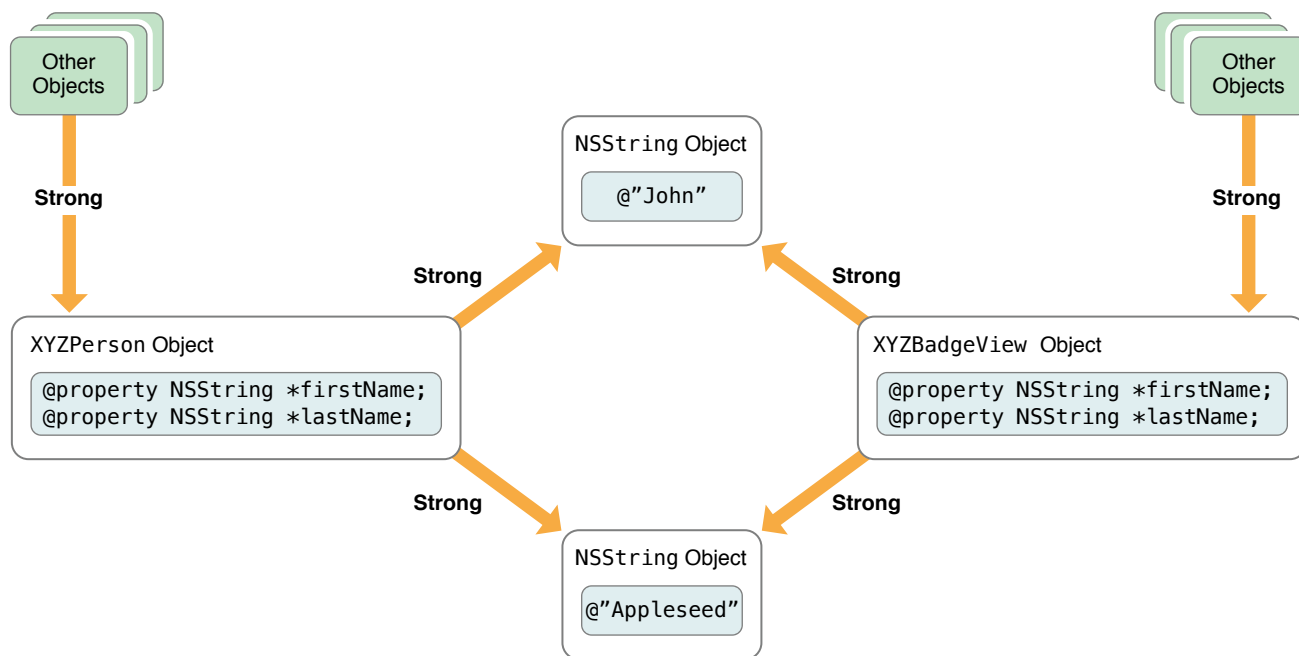 Other
Objects
Other
Objects
NSString Object
@”John”
Strong
Strong
Strong
Strong
XYZPerson Object
@property NSString *firstName;
@property NSString *lastName;
XYZBadgeView Object
@property NSString *firstName;
@property NSString *lastName;
Strong
Strong
NSString Object
@”Appleseed”